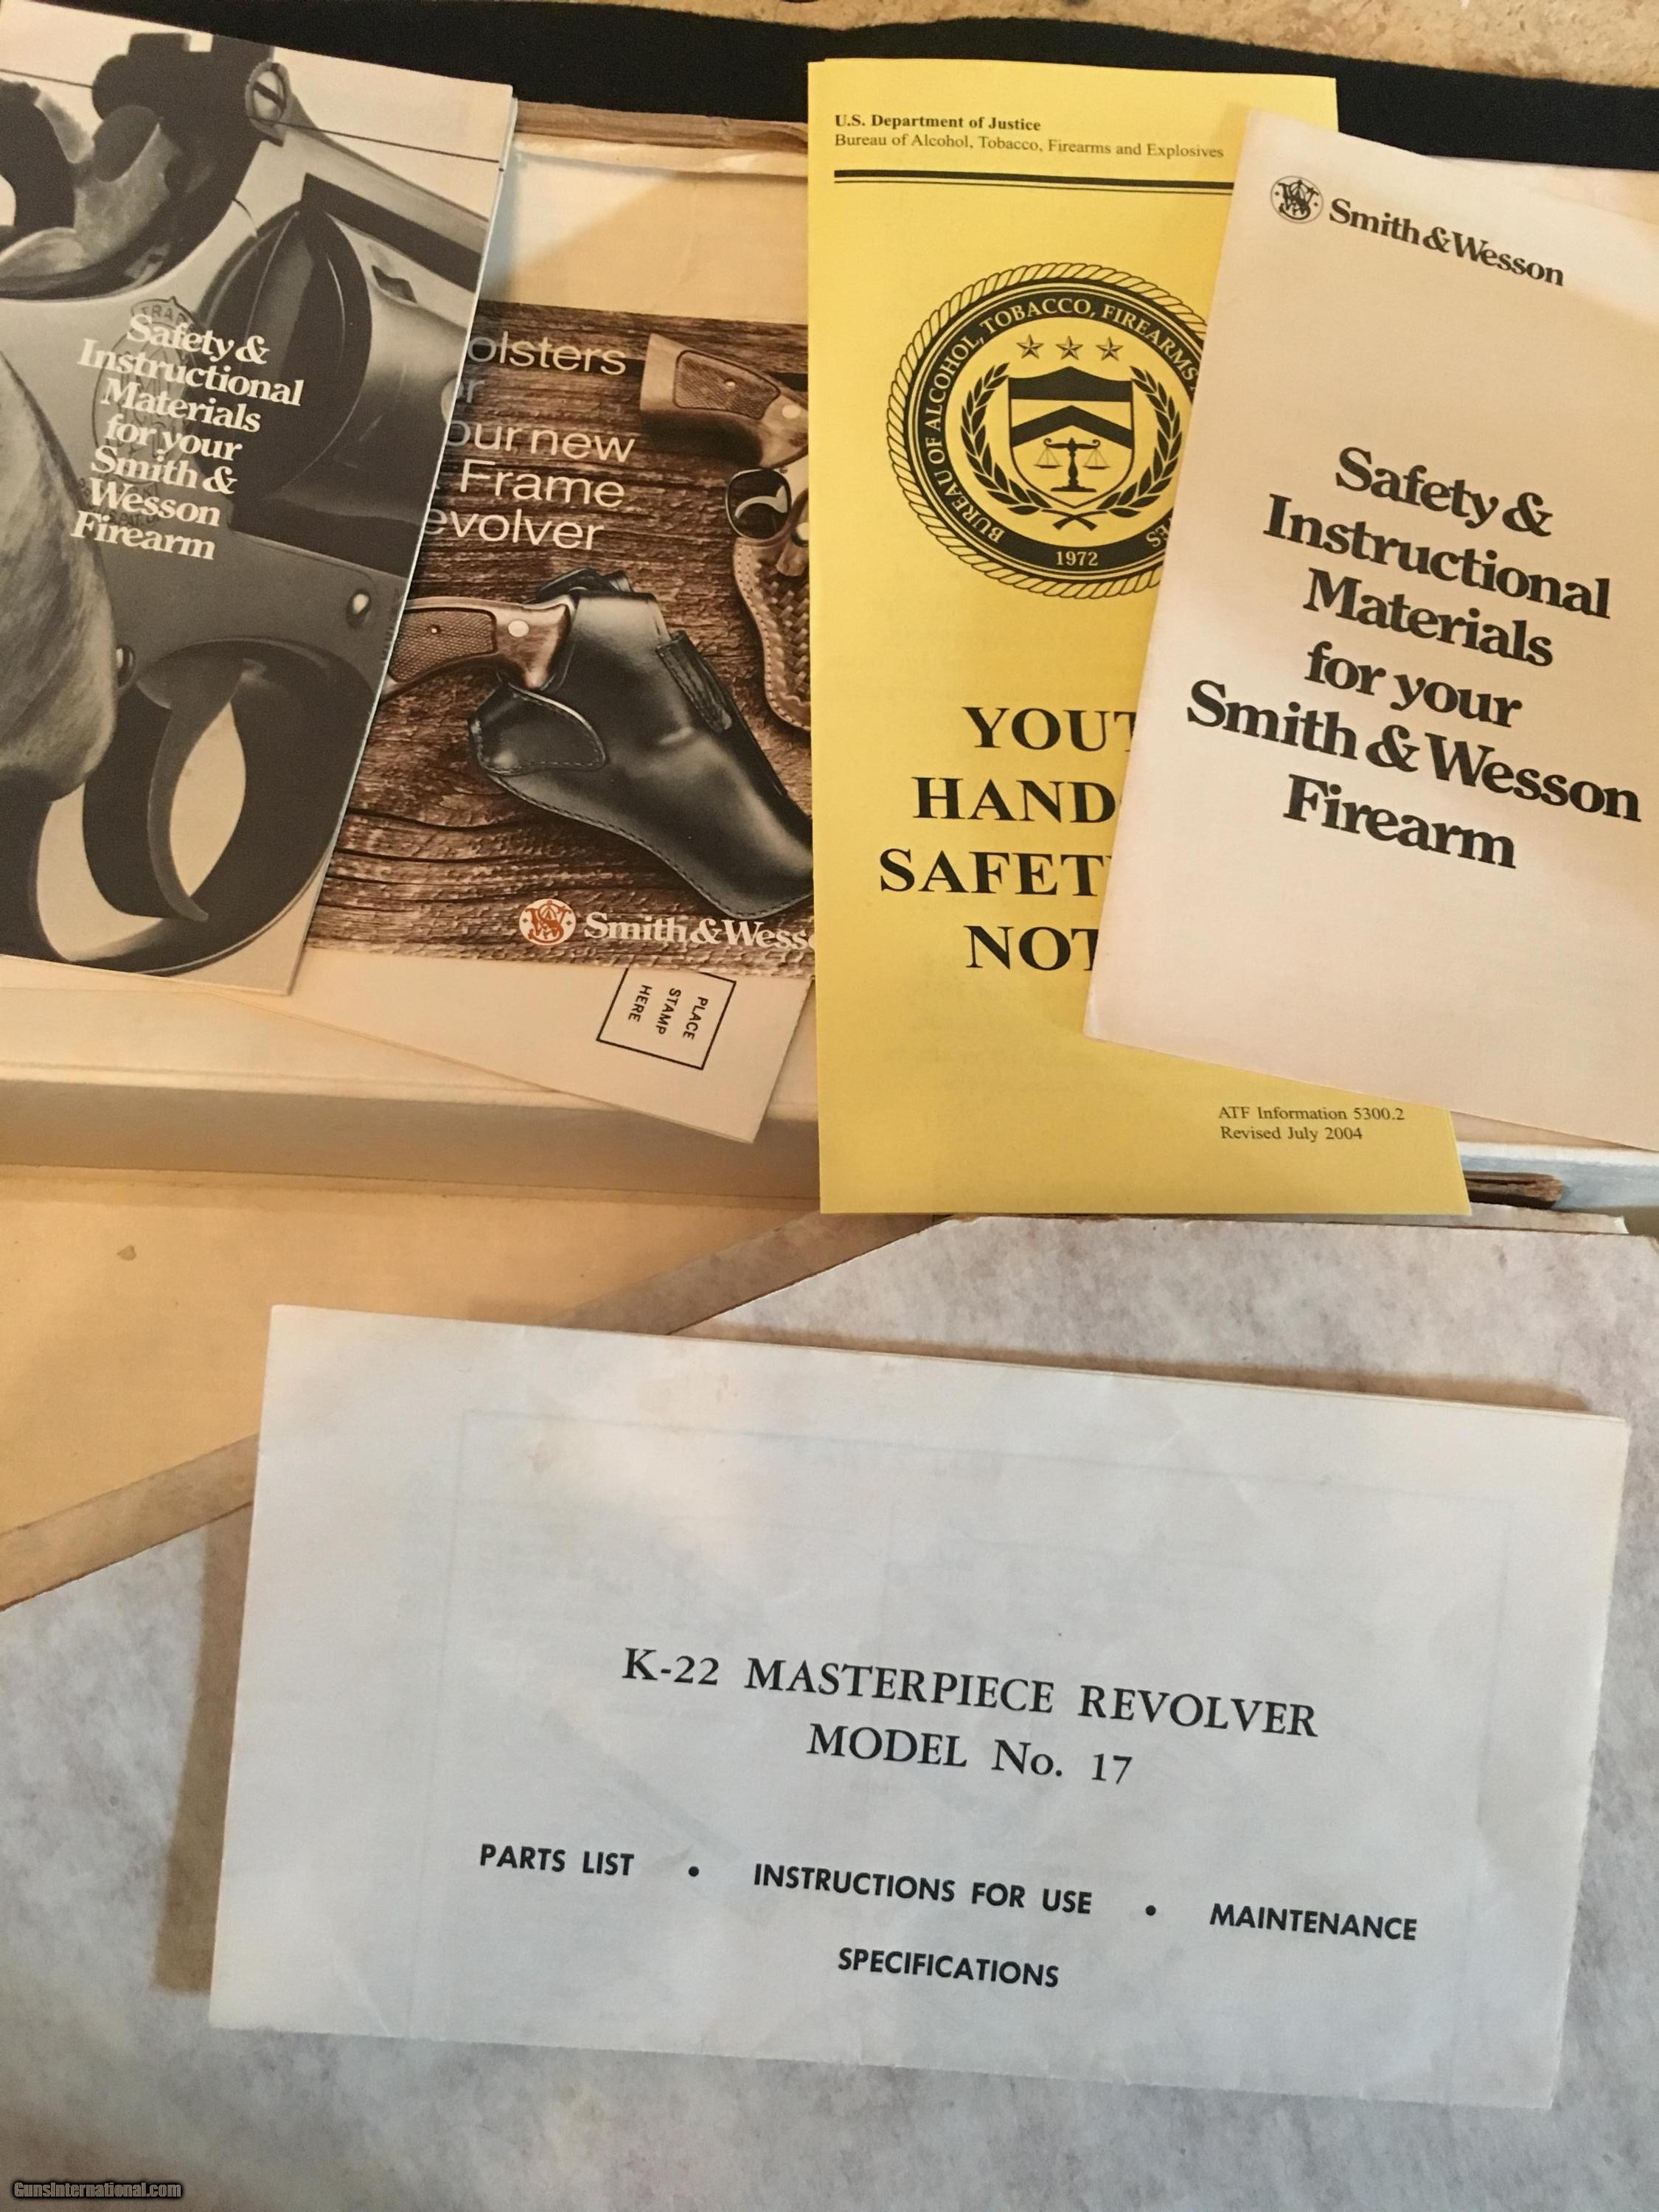 Safety &
Instructional
Materials
for your
Smith &
Wesson
Firearm
olsters
r
our new
Frame
evolver
Smith & Wess
PLACE
STAMP
HERE
U.S. Department of Justice
Bureau of Alcohol, Tobacco, Firearms and Explosives
BUREAU OF ALCOHOL, TOBACCO, FIREARMS
ES
1972
YOUT
HAND
SAFET
NOT
ATF Information 5300.2
Revised July 2004
Smith & Wesson
Safety &
Instructional
Materials
for your
Smith & Wesson
Firearm
K-22 MASTERPIECE REVOLVER
MODEL No. 17
PARTS LIST • INSTRUCTIONS FOR USE • MAINTENANCE
SPECIFICATIONS
GunsInternational.com